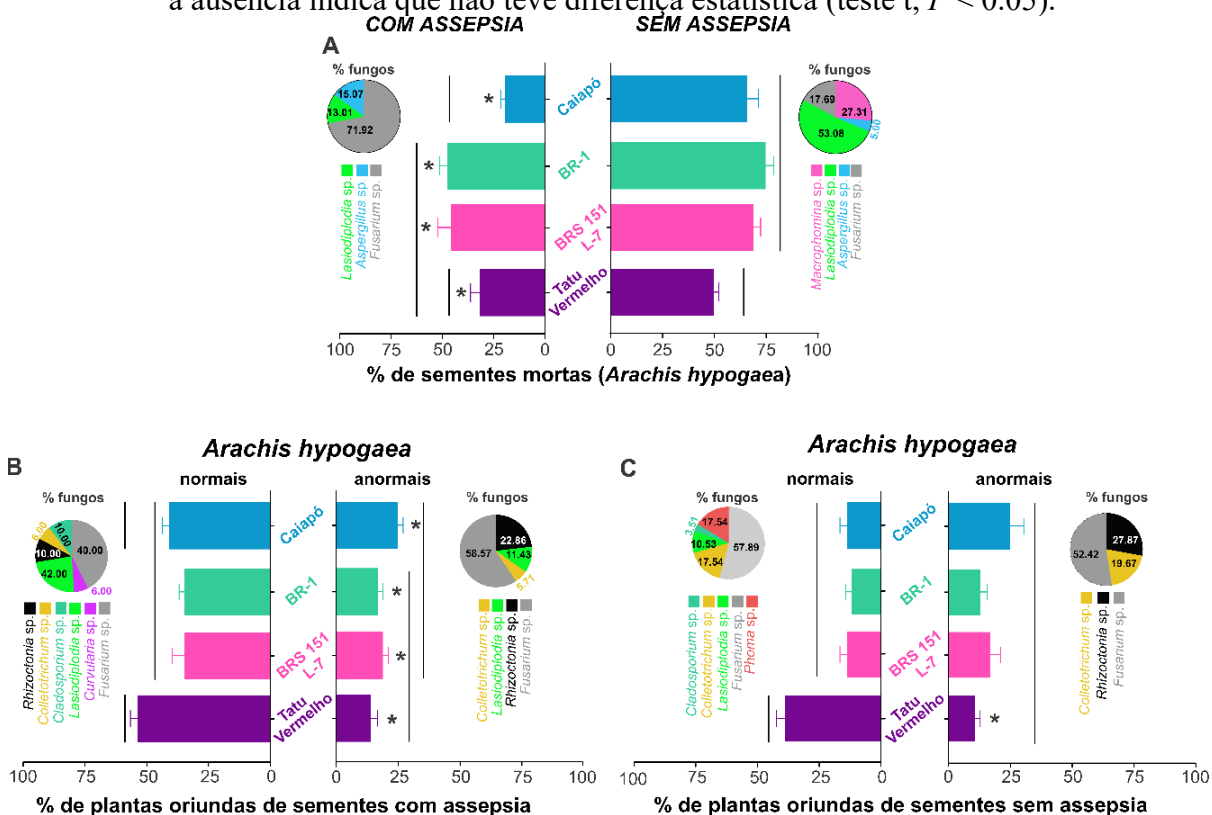 a ausência indica que não teve diferença estatística (teste t, P < 0.05).
COM ASSEPSIA SEM ASSEPSIA
A
% fungos
15.07
13.01
71.92
Lasiodiplodia sp.
Aspergillus sp.
Fusarium sp.
*
*
*
*
Caiapó
BR-1
BRS 151
L-7
Tatu
Vermelho
% fungos
17.69
27.31
5.80
53.08
Macrophomina sp.
Lasiodiplodia sp.
Aspergillus sp.
Fusarium sp.
100 75 50 25 0 0 25 50 75 100
% de sementes mortas (Arachis hypogaea)
B
Arachis hypogaea
normais anormais
% fungos
6.00
10.00
40.00
10.00
42.00
6.00
Rhizoctonia sp.
Colletotrichum sp.
Cladosporium sp.
Lasiodiplodia sp.
Curvularia sp.
Fusarium sp.
Caiapó
BR-1
BRS 151
L-7
Tatu
Vermelho
*
*
*
*
% fungos
58.57
22.86
11.43
5.71
Colletotrichum sp.
Lasiodiplodia sp.
Rhizoctonia sp.
Fusarium sp.
100 75 50 25 0 0 25 50 75 100
% de plantas oriundas de sementes com assepsia
C
Arachis hypogaea
normais anormais
% fungos
3.51
17.54
10.53
57.89
17.54
Cladosporium sp.
Colletotrichum sp.
Lasiodiplodia sp.
Fusarium sp.
Phoma sp.
Caiapó
BR-1
BRS 151
L-7
Tatu
Vermelho
*
% fungos
52.42
27.87
19.67
Colletotrichum sp.
Rhizoctonia sp.
Fusarium sp.
100 75 50 25 0 0 25 50 75 100
% de plantas oriundas de sementes sem assepsia